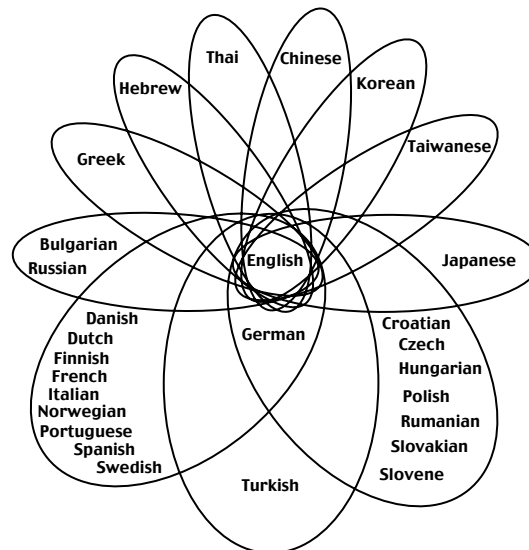 Thai
Chinese
Hebrew
Korean
Greek
Taiwanese
Bulgarian
Russian
English
Japanese
Danish
Dutch
Finnish
French
Italian
Norwegian
Portuguese
Spanish
Swedish
German
Croatian
Czech
Hungarian
Polish
Rumanian
Slovakian
Slovene
Turkish